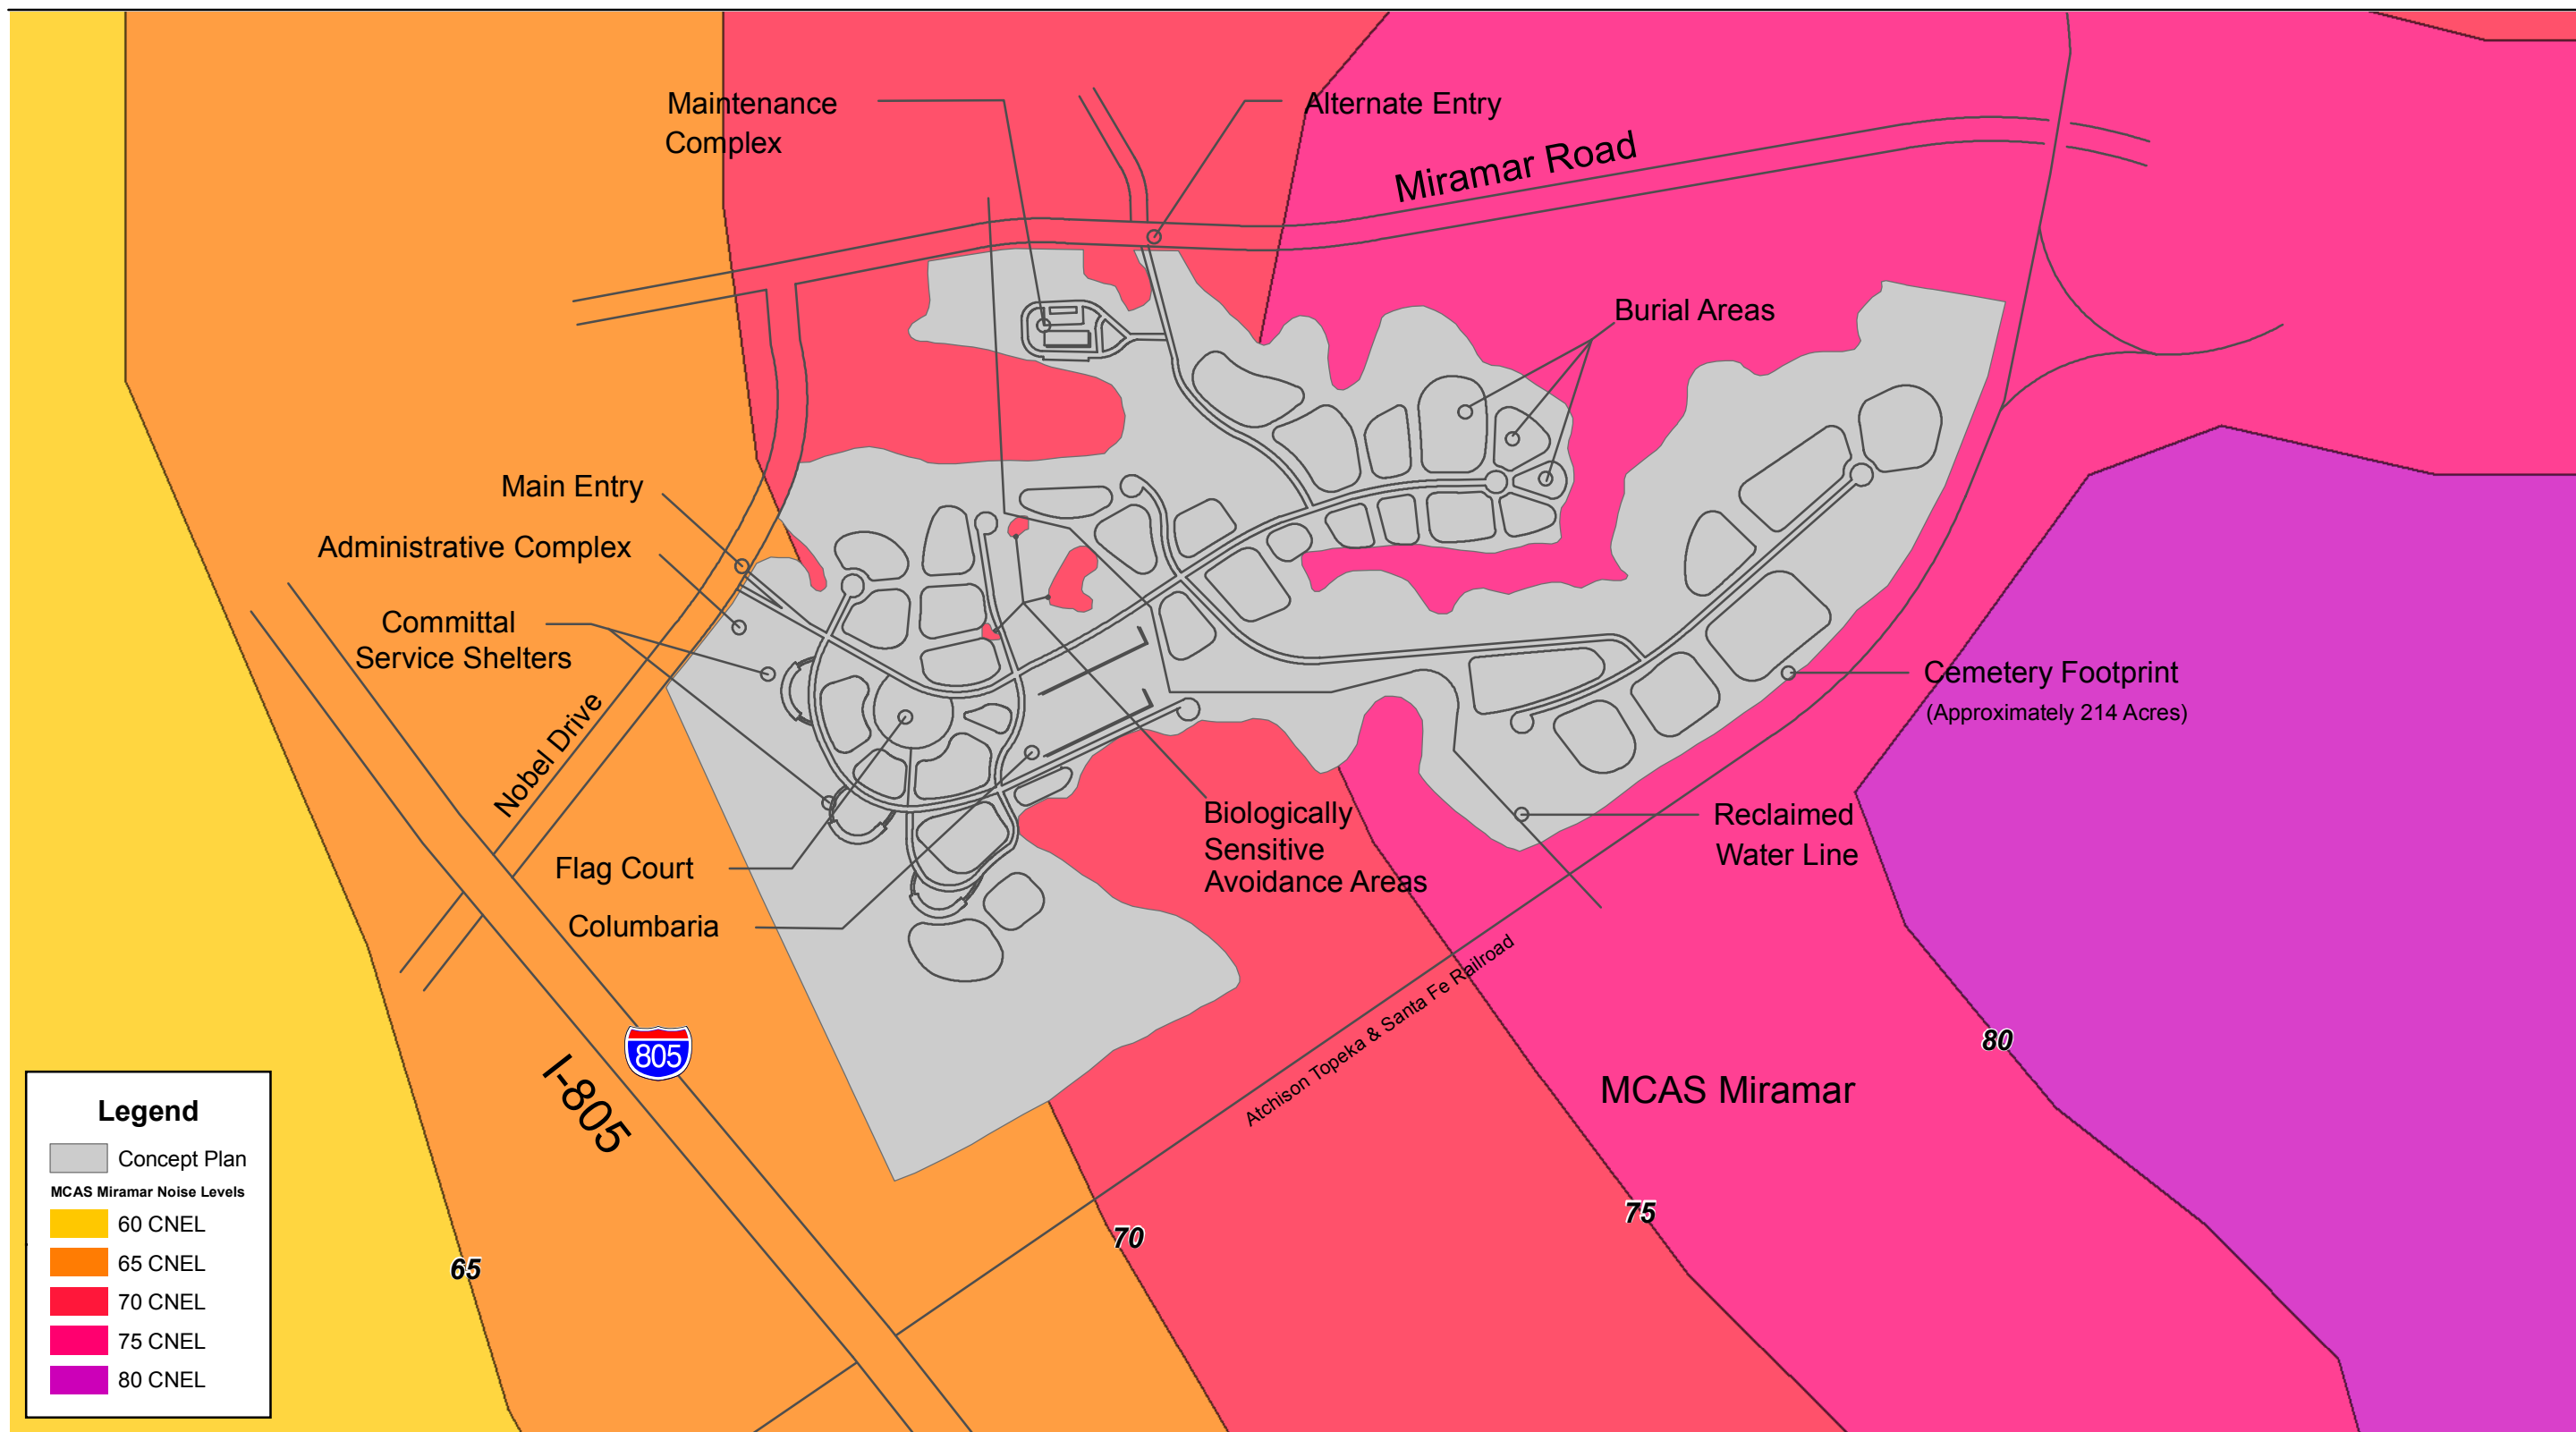 Maintenance
Complex
Alternate Entry
Miramar Road
Burial Areas
Main Entry
Administrative Complex
Committal
Service Shelters
Nobel Drive
Cemetery Footprint
(Approximately 214 Acres)
Biologically
Sensitive
Avoidance Areas
Reclaimed
Water Line
Flag Court
Columbaria
Atchison Topeka & Santa Fe Railroad
805
I-805
MCAS Miramar
80
75
70
65
Legend
Concept Plan
MCAS Miramar Noise Levels
60 CNEL
65 CNEL
70 CNEL
75 CNEL
80 CNEL